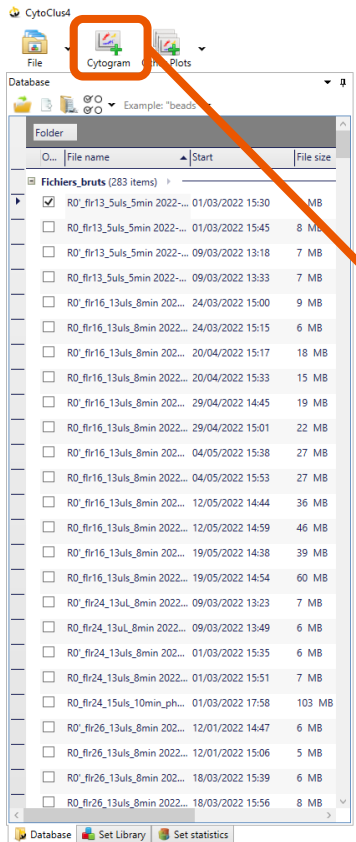 CytoClus4
File Cytogram Other Plots
Database
Example: "beads
Folder
O... File name Start File size
Fichiers_bruts (283 items)
R0'_flr13_5uls_5min 2022-... 01/03/2022 15:30 MB
R0_flr13_5uls_5min 2022-... 01/03/2022 15:45 8 MB
R0'_flr13_5uls_5min 2022-... 09/03/2022 13:18 7 MB
R0_flr13_5uls_5min 2022-... 09/03/2022 13:33 7 MB
R0'_flr16_13uls_8min 202... 24/03/2022 15:00 9 MB
R0_flr16_13uls_8min 2022... 24/03/2022 15:15 6 MB
R0'_flr16_13uls_8min 202... 20/04/2022 15:17 18 MB
R0_flr16_13uls_8min 2022... 20/04/2022 15:33 15 MB
R0'_flr16_13uls_8min 202... 29/04/2022 14:45 19 MB
R0_flr16_13uls_8min 2022... 29/04/2022 15:01 22 MB
R0'_flr16_13uls_8min 202... 04/05/2022 15:38 27 MB
R0_flr16_13uls_8min 2022... 04/05/2022 15:53 27 MB
R0'_flr16_13uls_8min 202... 12/05/2022 14:44 36 MB
R0_flr16_13uls_8min 2022... 12/05/2022 14:59 46 MB
R0'_flr16_13uls_8min 202... 19/05/2022 14:38 39 MB
R0_flr16_13uls_8min 2022... 19/05/2022 14:54 60 MB
R0'_flr24_13uL_8min 2022... 09/03/2022 13:23 7 MB
R0_flr24_13uL_8min 2022... 09/03/2022 13:49 6 MB
R0'_flr24_13uls_8min 202... 01/03/2022 15:35 6 MB
R0_flr24_13uls_8min 2022... 01/03/2022 15:51 7 MB
R0_flr24_15uls_10min_ph... 01/03/2022 17:58 103 MB
R0'_flr26_13uls_8min 202... 12/01/2022 14:47 6 MB
R0_flr26_13uls_8min 2022... 12/01/2022 15:06 5 MB
R0'_flr26_13uls_8min 202... 18/03/2022 15:39 6 MB
R0_flr26_13uls_8min 2022... 18/03/2022 15:56 8 MB
Database Set Library Set statistics